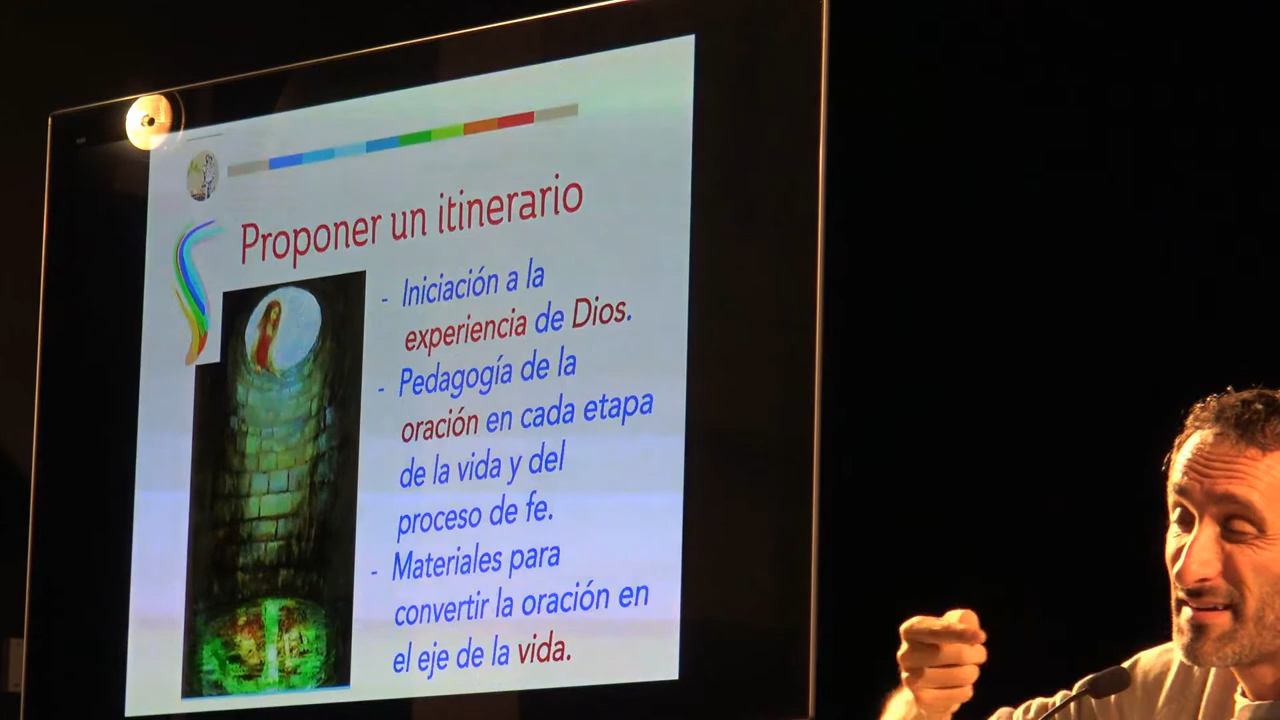 Proponer un itinerario
- Iniciación a la
experiencia de Dios.
- Pedagogía de la
oración en cada etapa
de la vida y del
proceso de fe.
- Materiales para
convertir la oración en
el eje de la vida.